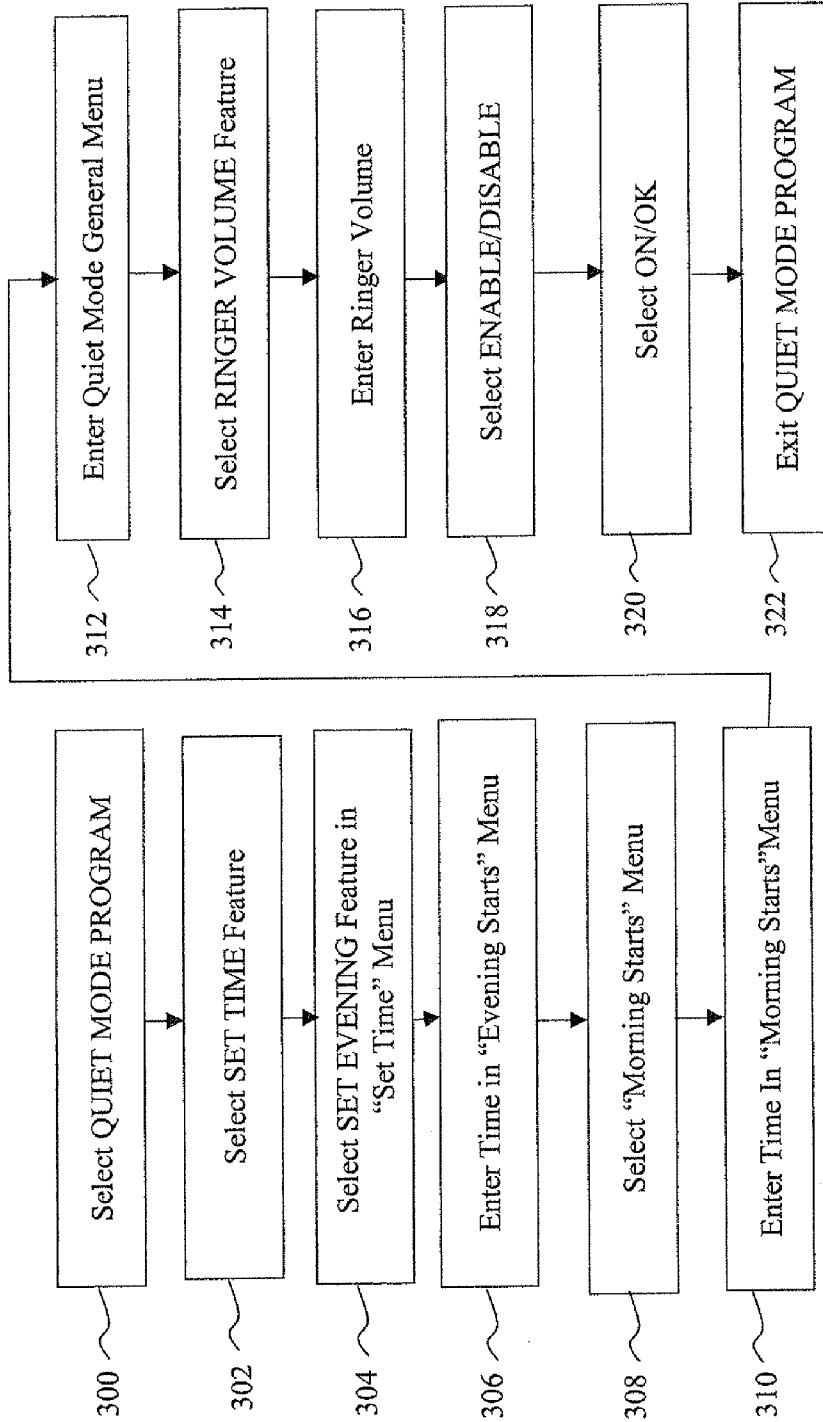 300
Select QUIET MODE PROGRAM
302
Select SET TIME Feature
304
Select SET EVENING Feature in
“Set Time” Menu
306
Enter Time in “Evening Starts” Menu
308
Select “Morning Starts” Menu
310
Enter Time In “Morning Starts”Menu
312
Enter Quiet Mode General Menu
314
Select RINGER VOLUME Feature
316
Enter Ringer Volume
318
Select ENABLE/DISABLE
320
Select ON/OK
322
Exit QUIET MODE PROGRAM